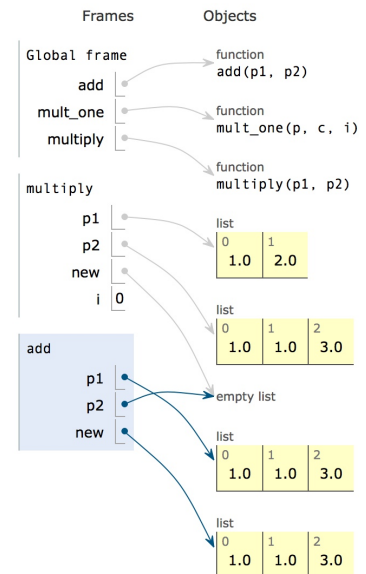 Frames Objects
Global frame
add
mult_one
multiply
function
add(p1, p2)
function
mult_one(p, c, i)
function
multiply(p1, p2)
multiply
p1
p2
new
i 0
list
0 1
1.0 2.0
list
0 1 2
1.0 1.0 3.0
empty list
add
p1
p2
new
list
0 1 2
1.0 1.0 3.0
list
0 1 2
1.0 1.0 3.0